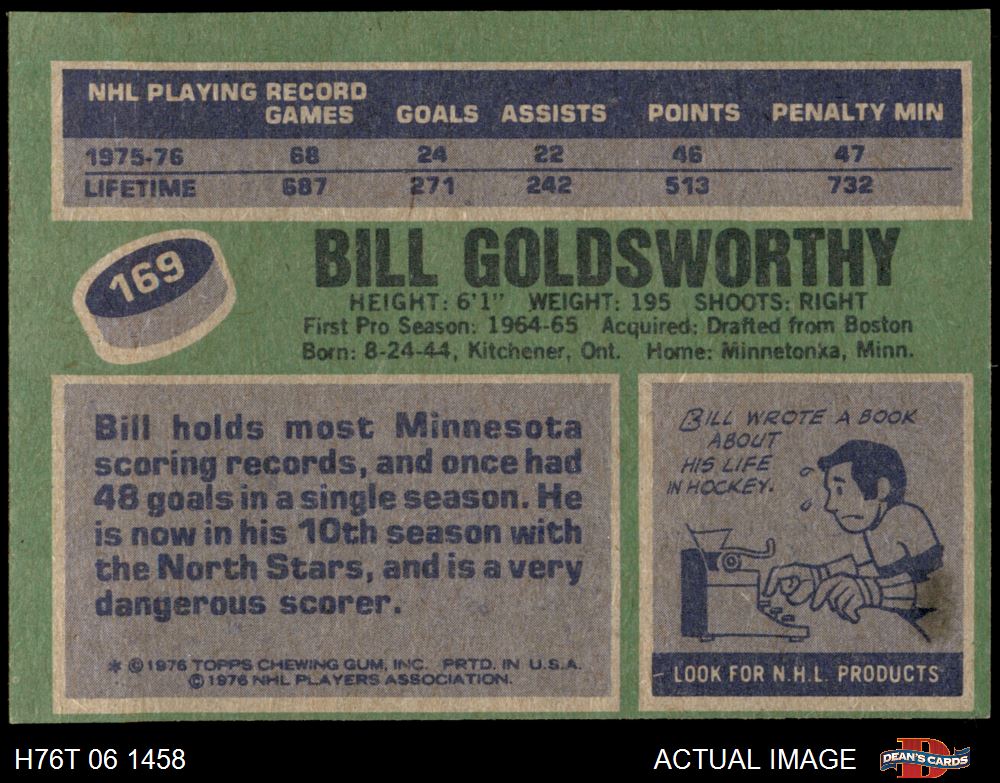 NHL PLAYING RECORD
GAMES GOALS ASSISTS POINTS PENALTY MIN
1975-76 68 24 22 46 47
LIFETIME 687 271 242 513 732
169
BILL GOLDSWORTHY
HEIGHT: 6'1" WEIGHT: 195 SHOOTS: RIGHT
First Pro Season: 1964-65 Acquired: Drafted from Boston
Born: 8-24-44, Kitchener, Ont. Home: Minnetonka, Minn.
Bill holds most Minnesota
scoring records, and once had
48 goals in a single season. He
is now in his 10th season with
the North Stars, and is a very
dangerous scorer.
* © 1976 TOPPS CHEWING GUM, INC. PRTD. IN U.S.A.
© 1976 NHL PLAYERS ASSOCIATION.
BILL WROTE A BOOK
ABOUT
HIS LIFE
IN HOCKEY.
LOOK FOR N.H.L. PRODUCTS
H76T 06 1458
ACTUAL IMAGE
D
DEAN'S CARDS